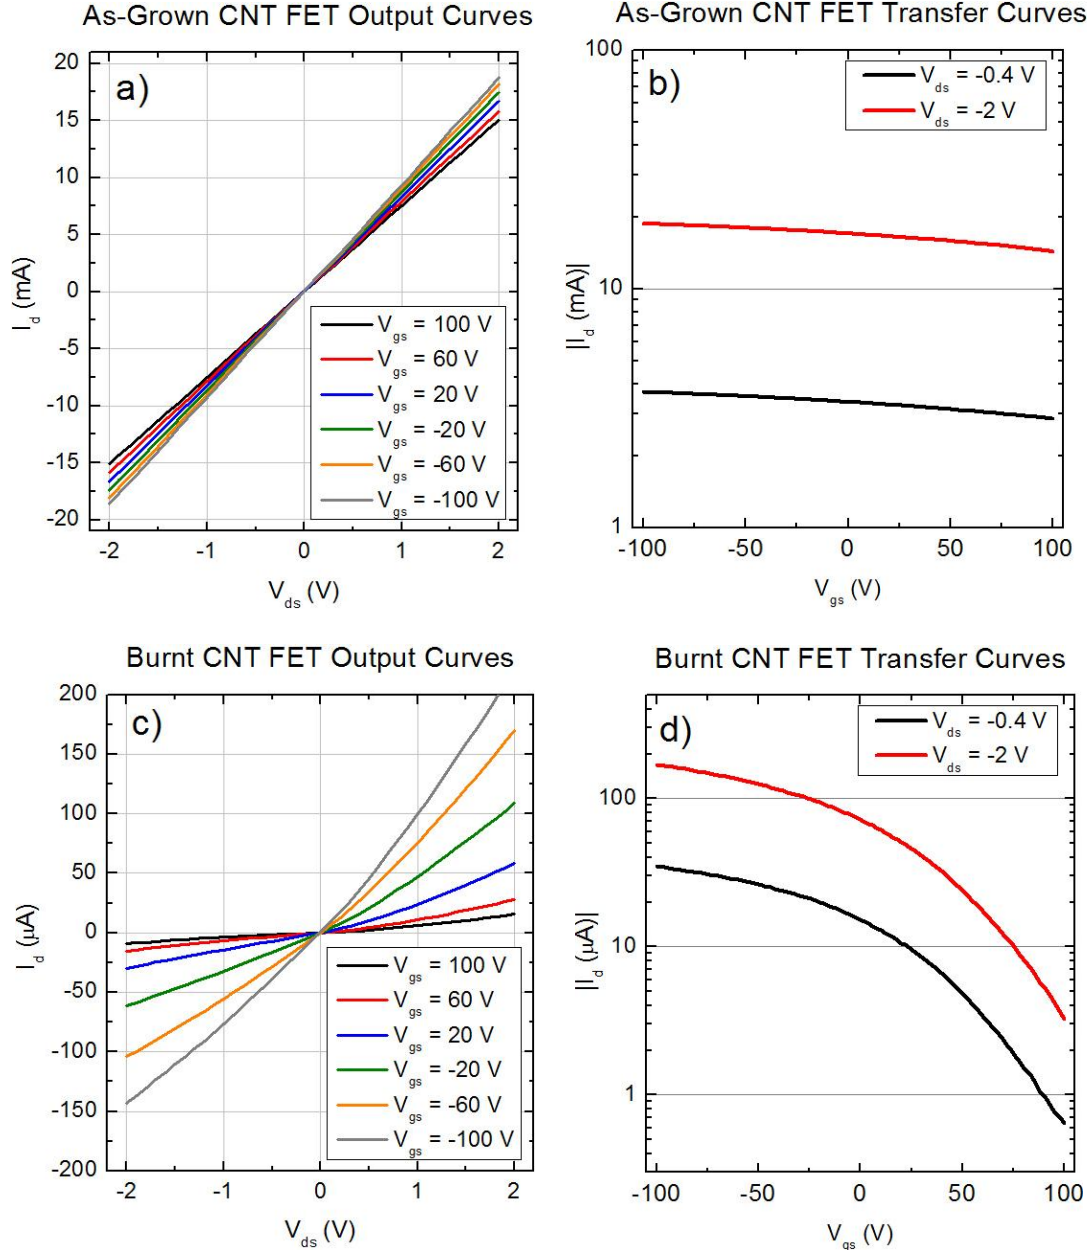 As-Grown CNT FET Output Curves
a)
20
15
10
5
0
-5
-10
-15
-20
I_d (mA)
V_gs = 100 V
V_gs = 60 V
V_gs = 20 V
V_gs = -20 V
V_gs = -60 V
V_gs = -100 V
-2 -1 0 1 2
V_ds (V)
As-Grown CNT FET Transfer Curves
b)
V_ds = -0.4 V
V_ds = -2 V
100
10
1
|I_d (mA)|
-100 -50 0 50 100
V_gs (V)
Burnt CNT FET Output Curves
c)
200
150
100
50
0
-50
-100
-150
-200
I_d (µA)
V_gs = 100 V
V_gs = 60 V
V_gs = 20 V
V_gs = -20 V
V_gs = -60 V
V_gs = -100 V
-2 -1 0 1 2
V_ds (V)
Burnt CNT FET Transfer Curves
d)
V_ds = -0.4 V
V_ds = -2 V
100
10
1
|I_d (µA)|
-100 -50 0 50 100
V_gs (V)